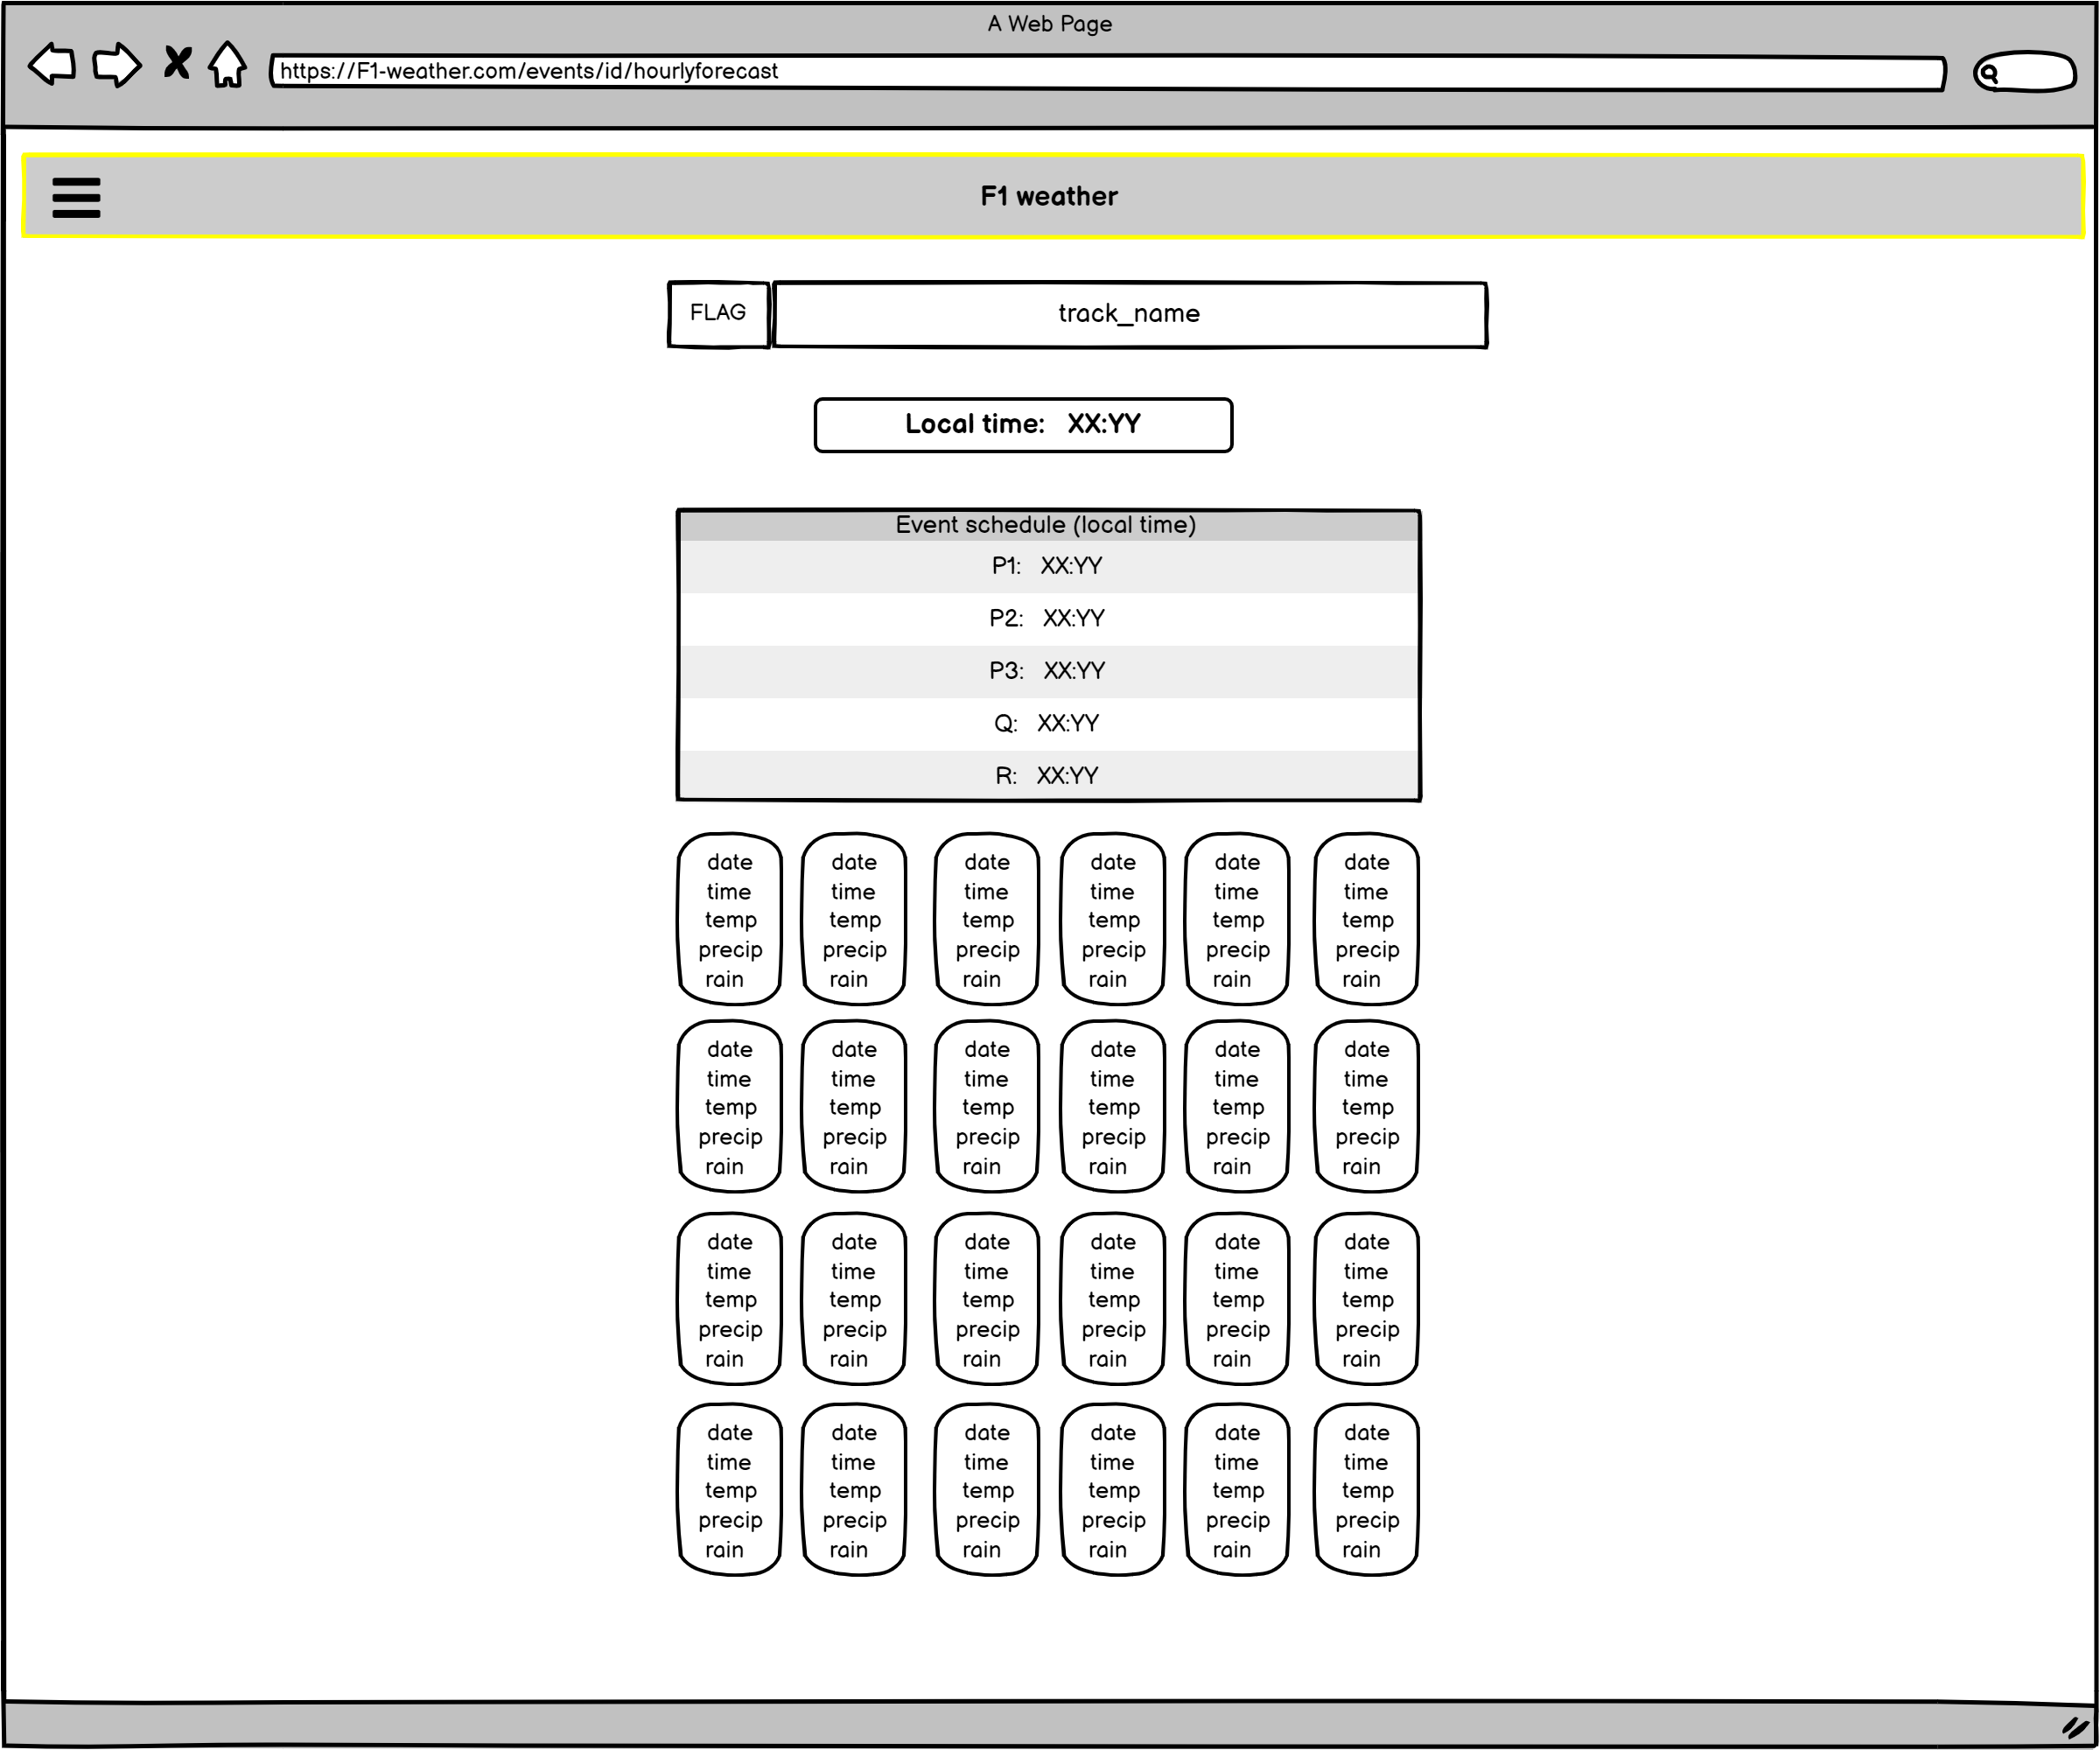 A Web Page
https://F1-weather.com/events/id/hourlyforecast
F1 weather
FLAG track_name
Local time: XX:YY
Event schedule (local time)
P1: XX:YY
P2: XX:YY
P3: XX:YY
Q: XX:YY
R: XX:YY
date date date date date date
time time time time time time
temp temp temp temp temp temp
precip precip precip precip precip precip
rain rain rain rain rain rain
date date date date date date
time time time time time time
temp temp temp temp temp temp
precip precip precip precip precip precip
rain rain rain rain rain rain
date date date date date date
time time time time time time
temp temp temp temp temp temp
precip precip precip precip precip precip
rain rain rain rain rain rain
date date date date date date
time time time time time time
temp temp temp temp temp temp
precip precip precip precip precip precip
rain rain rain rain rain rain